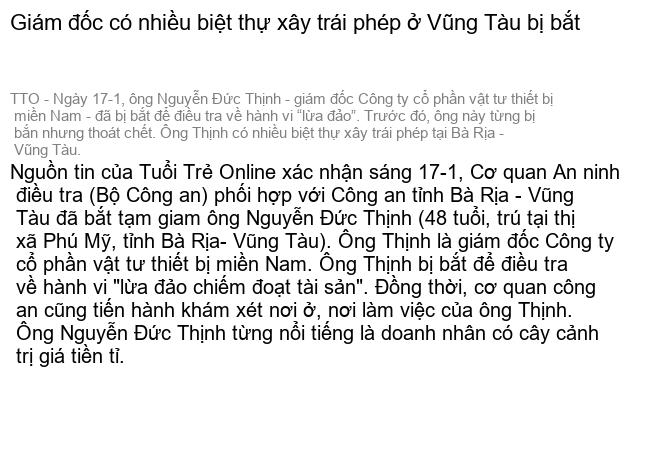 Giám đốc có nhiều biệt thự xây trái phép ở Vũng Tàu bị bắt
TTO - Ngày 17-1, ông Nguyễn Đức Thịnh - giám đốc Công ty cổ phần vật tư thiết bị
miền Nam - đã bị bắt để điều tra về hành vi “lừa đảo”. Trước đó, ông này từng bị
bắn nhưng thoát chết. Ông Thịnh có nhiều biệt thự xây trái phép tại Bà Rịa -
Vũng Tàu.
Nguồn tin của Tuổi Trẻ Online xác nhận sáng 17-1, Cơ quan An ninh
điều tra (Bộ Công an) phối hợp với Công an tỉnh Bà Rịa - Vũng
Tàu đã bắt tạm giam ông Nguyễn Đức Thịnh (48 tuổi, trú tại thị
xã Phú Mỹ, tỉnh Bà Rịa- Vũng Tàu). Ông Thịnh là giám đốc Công ty
cổ phần vật tư thiết bị miền Nam. Ông Thịnh bị bắt để điều tra
về hành vi "lừa đảo chiếm đoạt tài sản". Đồng thời, cơ quan công
an cũng tiến hành khám xét nơi ở, nơi làm việc của ông Thịnh.
Ông Nguyễn Đức Thịnh từng nổi tiếng là doanh nhân có cây cảnh
trị giá tiền tỉ.